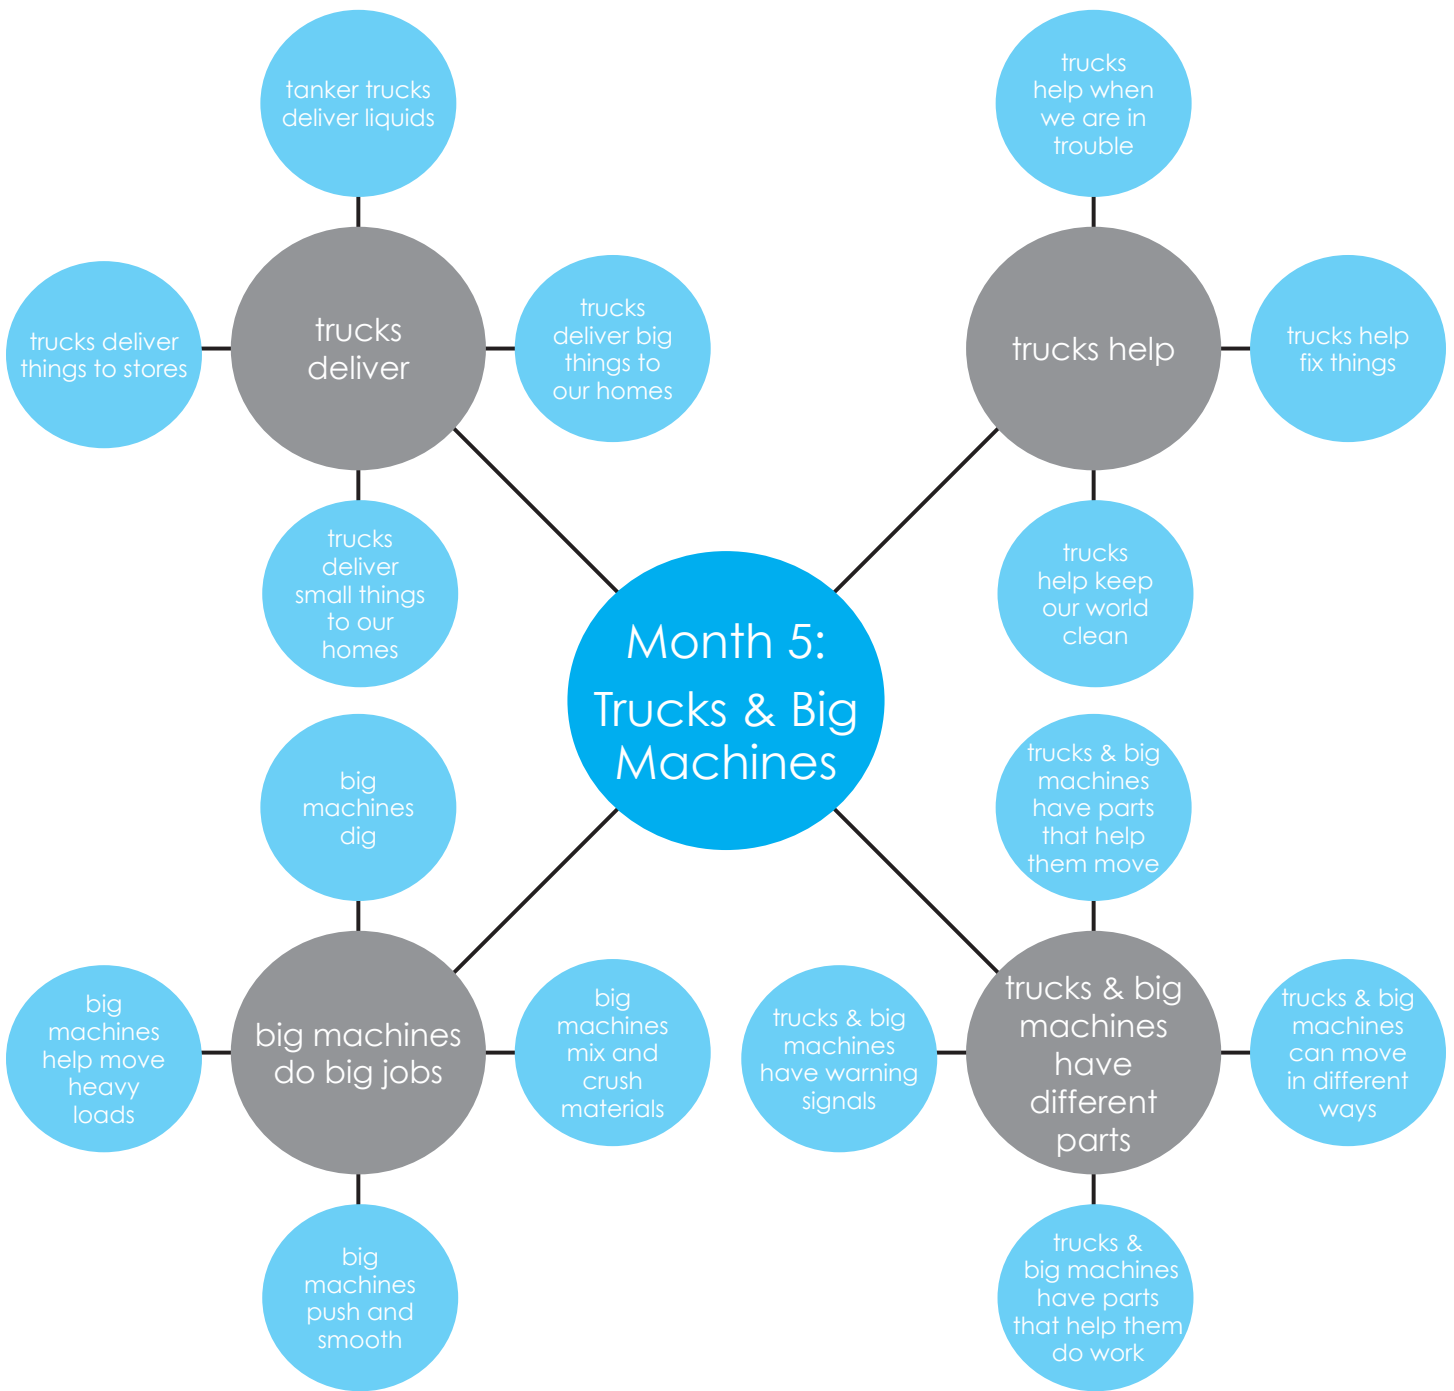 tanker trucks
deliver liquids
trucks deliver
things to stores
trucks
deliver
trucks
deliver big
things to
our homes
trucks
deliver
small things
to our
homes
trucks
help when
we are in
trouble
trucks help
trucks help
fix things
trucks
help keep
our world
clean
Month 5:
Trucks & Big
Machines
big
machines
dig
big
machines
help move
heavy
loads
big machines
do big jobs
big
machines
mix and
crush
materials
big
machines
push and
smooth
trucks & big
machines
have parts
that help
them move
trucks & big
machines
have warning
signals
trucks & big
machines
have
different
parts
trucks & big
machines
can move
in different
ways
trucks &
big machines
have parts
that help them
do work